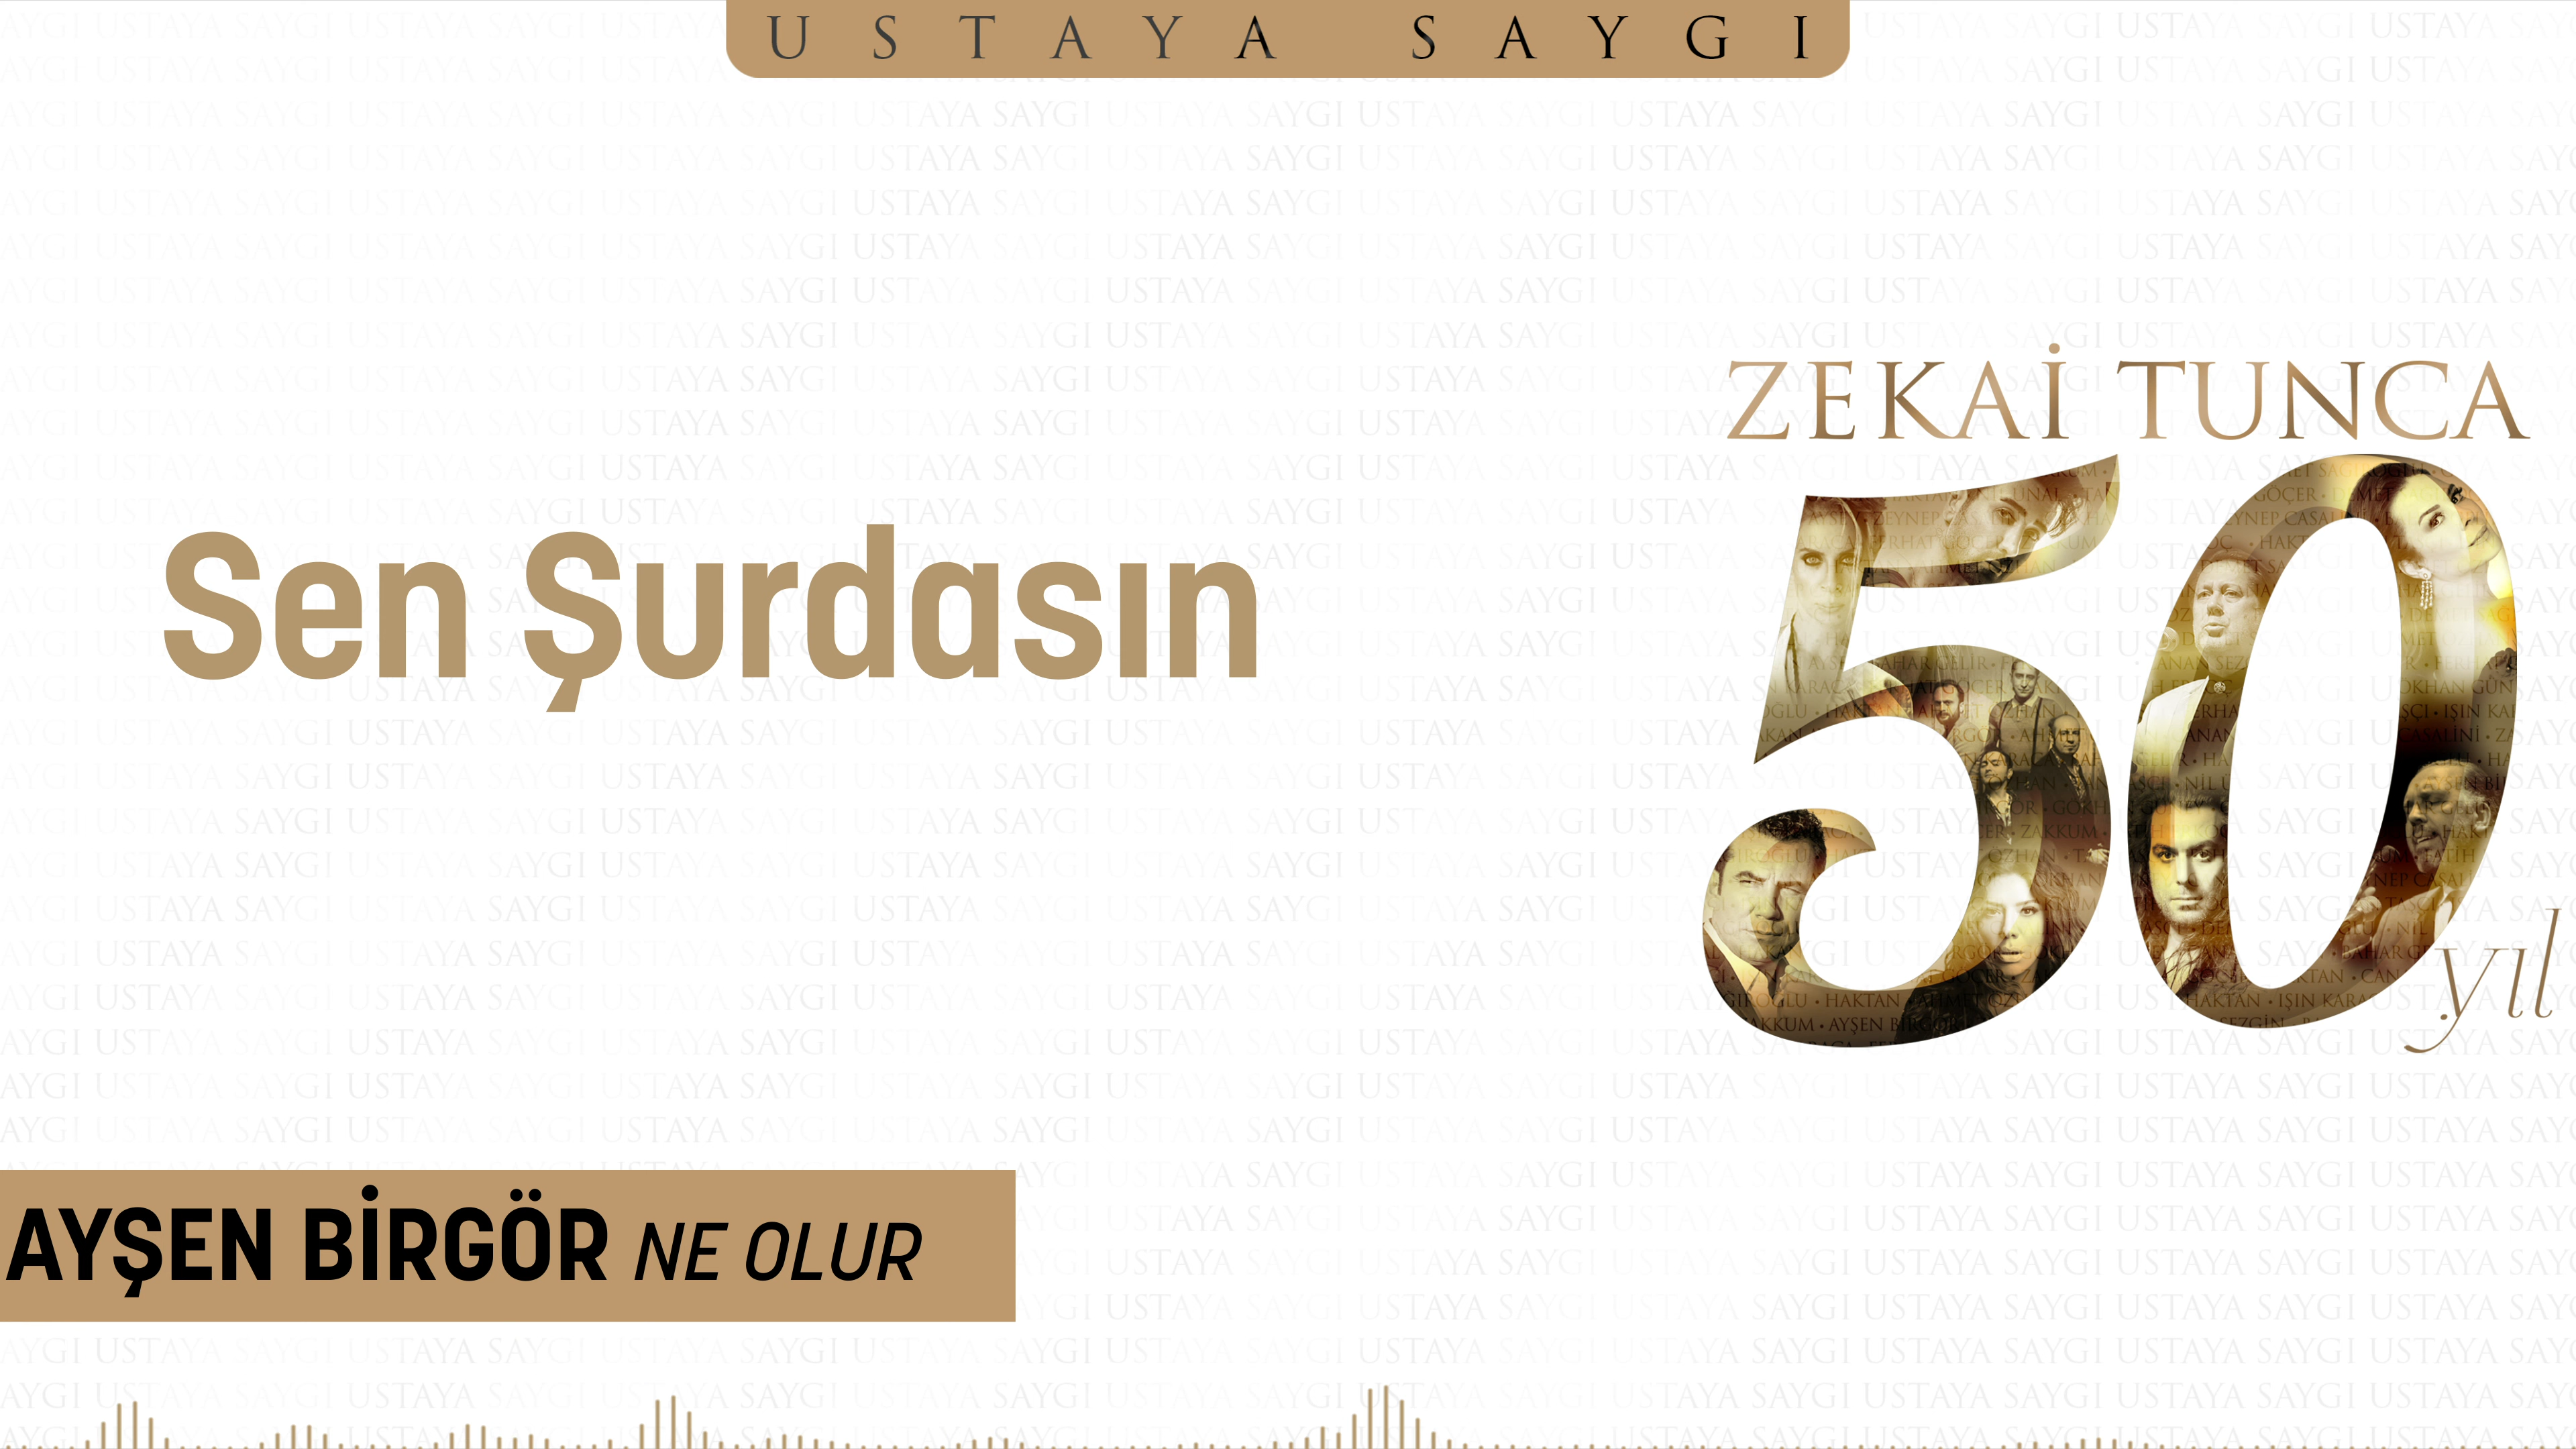 USTAYA SAYGI
ZEKAİ TUNCA
50
yıl
Sen Şurdasın
AYŞEN BİRGÖR NE OLUR